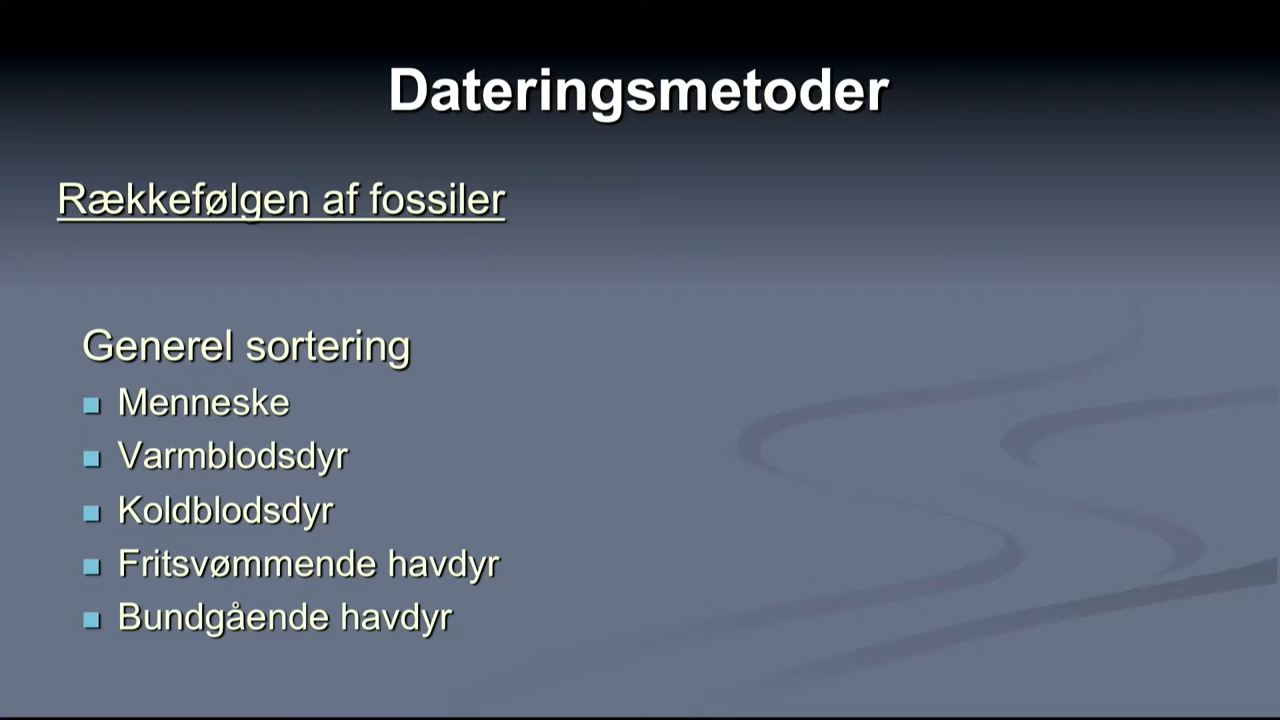 Dateringsmetoder
Rækkefølgen af fossiler
Generel sortering
Menneske
Varmblodsdyr
Koldblodsdyr
Fritsvømmende havdyr
Bundgående havdyr